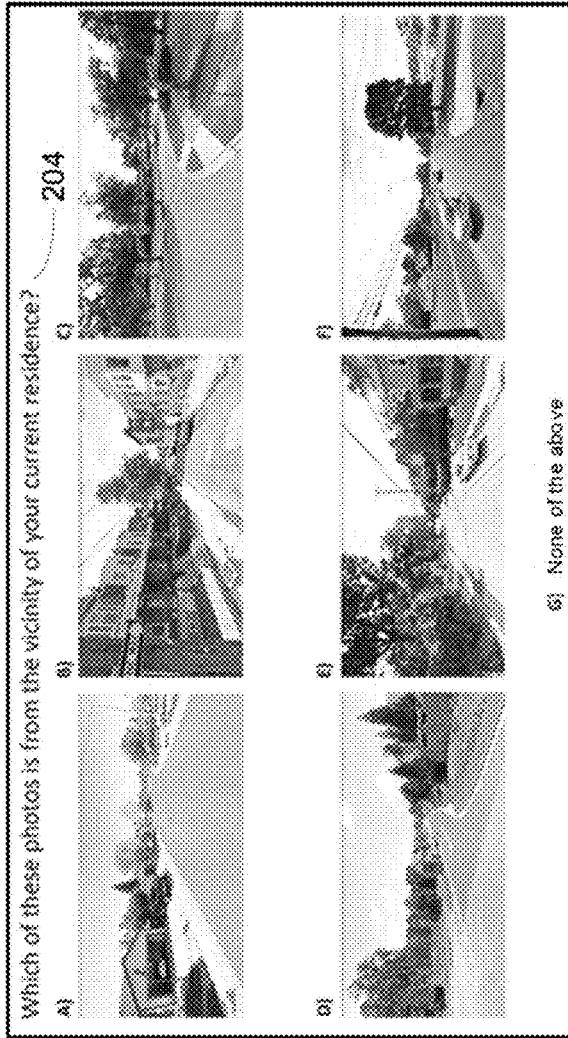 Which of these photos is from the vicinity of your current residence?
204
A)
B)
C)
D)
E)
F)
G) None of the above